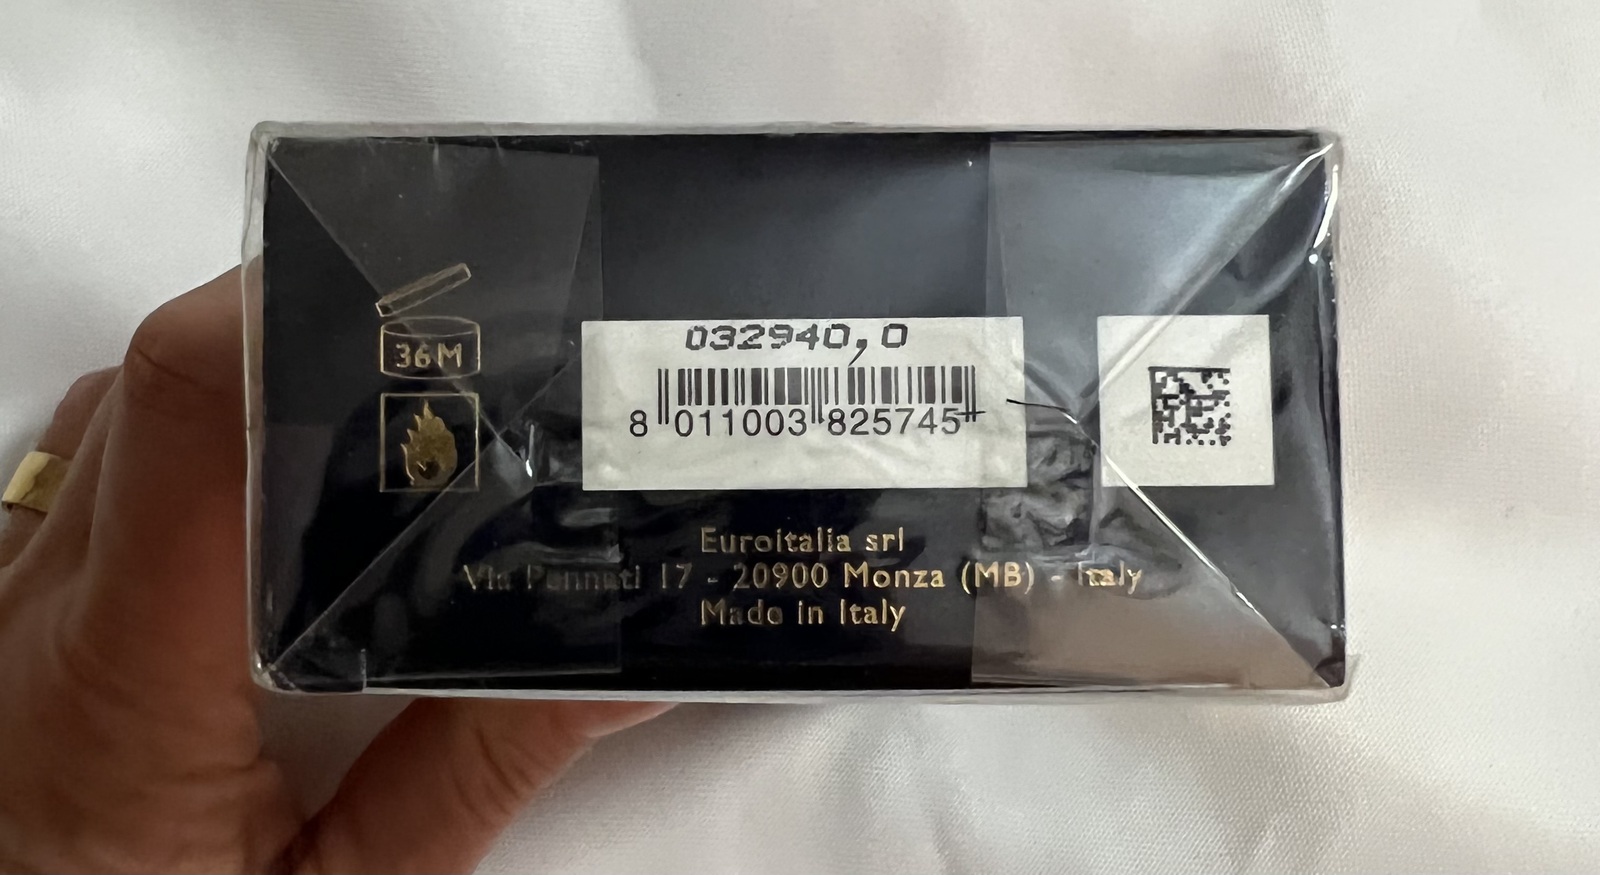 36M
032940,0
8 011003 825745
Euroitalia srl
Via Pennati 17 - 20900 Monza (MB) - Italy
Made in Italy